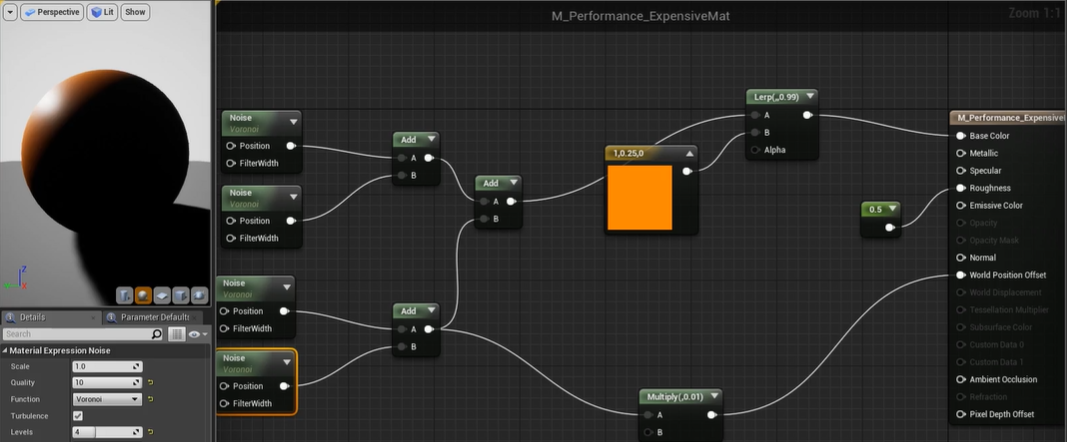 Perspective
Lit
Show
M_Performance_ExpensiveMat
Zoom 1:1
Noise
Voronoi
Position
FilterWidth
Noise
Voronoi
Position
FilterWidth
Noise
Voronoi
Position
FilterWidth
Noise
Voronoi
Position
FilterWidth
Add
A
B
Add
A
B
Add
A
B
1,0.25,0
Lerp(,,0.99)
A
B
Alpha
0.5
Multiply(,0.01)
A
B
M_Performance_Expensive
Base Color
Metallic
Specular
Roughness
Emissive Color
Opacity
Opacity Mask
Normal
World Position Offset
World Displacement
Tessellation Multiplier
Subsurface Color
Custom Data 0
Custom Data 1
Ambient Occlusion
Refraction
Pixel Depth Offset
Z
Details
Parameter Defaults
Search
Material Expression Noise
Scale 1.0
Quality 10
Function Voronoi
Turbulence
Levels 4